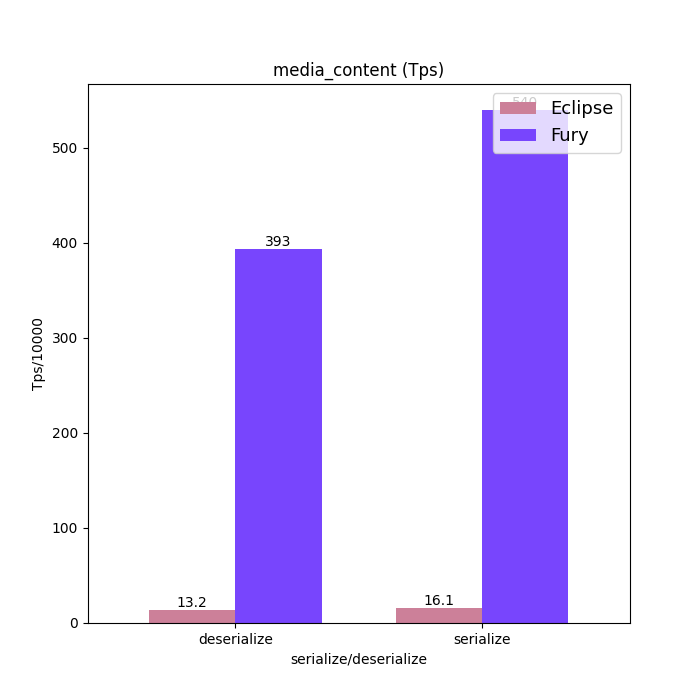 media_content (Tps)
540
Eclipse
Fury
500
400
300
200
100
0
Tps/10000
393
13.2
16.1
deserialize
serialize
serialize/deserialize